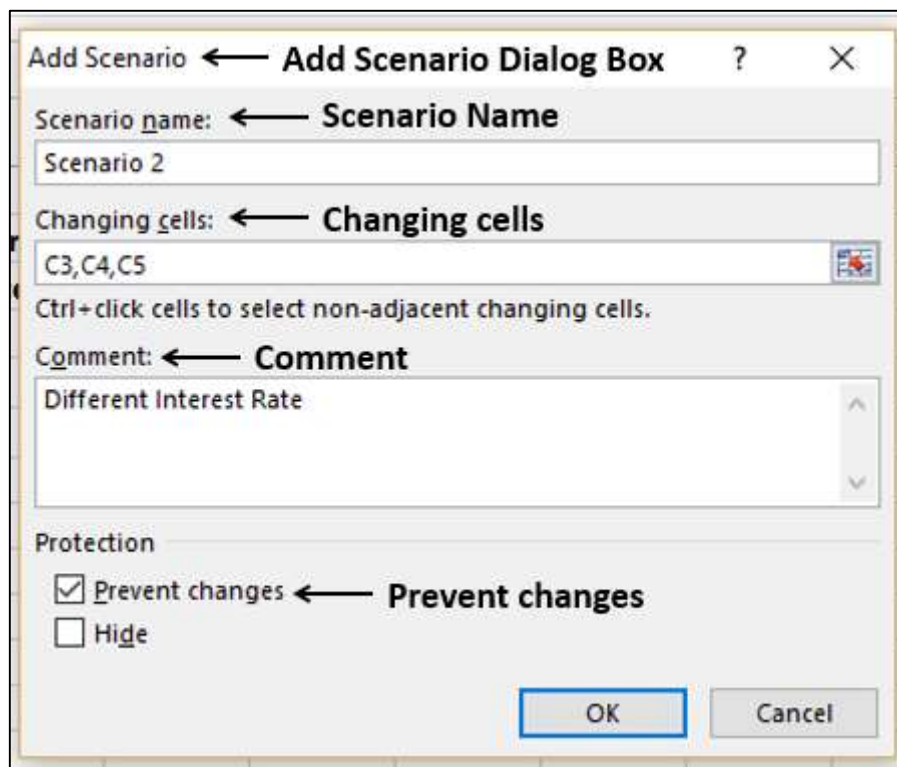 Add Scenario Add Scenario Dialog Box ?
Scenario name: Scenario Name
Scenario 2
Changing cells: Changing cells
C3,C4,C5
Ctrl+click cells to select non-adjacent changing cells.
Comment: Comment
Different Interest Rate
Protection
Prevent changes Prevent changes
Hide
OK Cancel